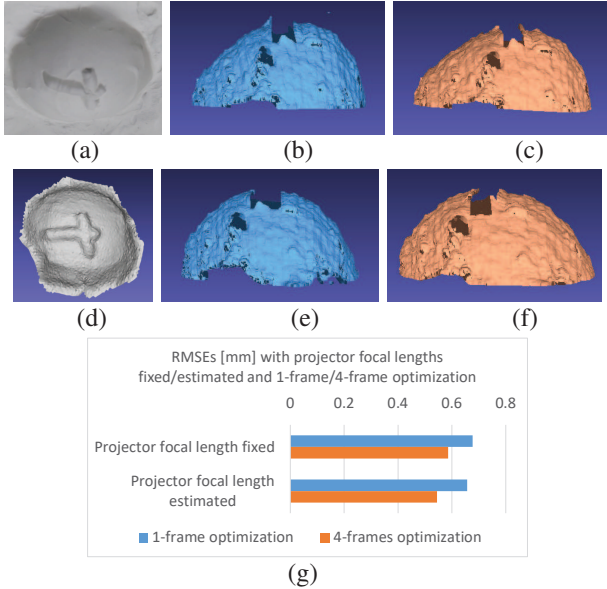 (a)
(b)
(c)
(d)
(e)
(f)
RMSEs [mm] with projector focal lengths
fixed/estimated and 1-frame/4-frame optimization
0 0.2 0.4 0.6 0.8
Projector focal length fixed
Projector focal length
estimated
1-frame optimization 4-frames optimization
(g)